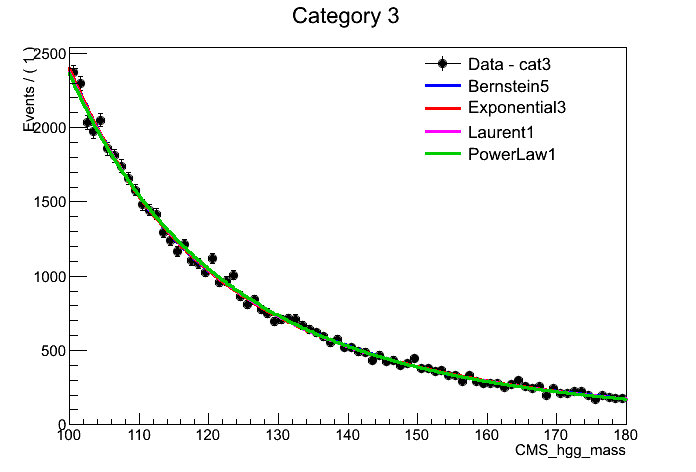 Category 3
Events / ( 1 )
2500
2000
1500
1000
500
0
Data - cat3
Bernstein5
Exponential3
Laurent1
PowerLaw1
100 110 120 130 140 150 160 170 180
CMS_hgg_mass